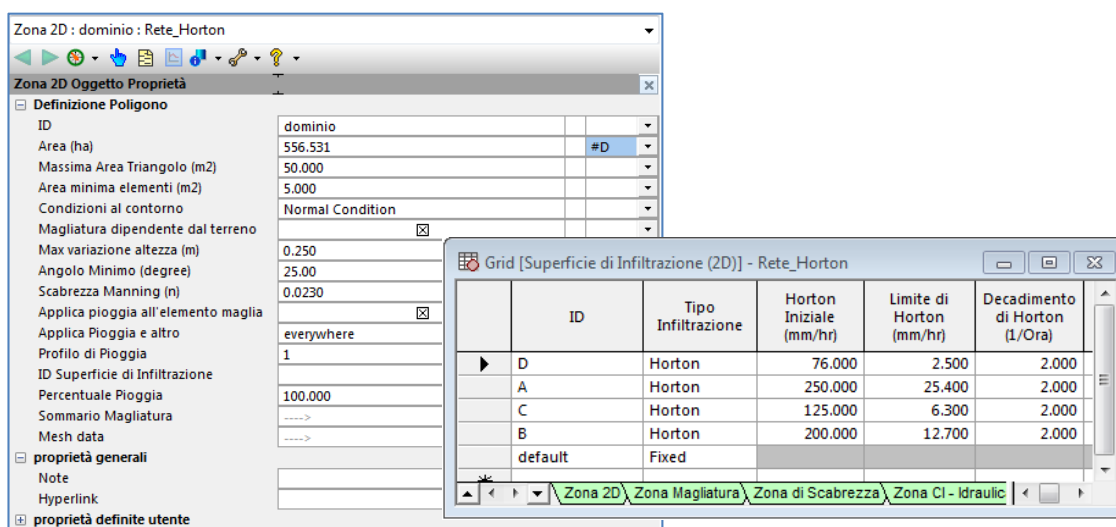 Zona 2D : dominio : Rete_Horton
Zona 2D Oggetto Proprietà
Definizione Poligono
ID dominio
Area (ha) 556.531 #D
Massima Area Triangolo (m2) 50.000
Area minima elementi (m2) 5.000
Condizioni al contorno Normal Condition
Magliatura dipendente dal terreno
Max variazione altezza (m) 0.250
Angolo Minimo (degree) 25.00
Scabrezza Manning (n) 0.0230
Applica pioggia all'elemento maglia
Applica Pioggia e altro everywhere
Profilo di Pioggia 1
ID Superficie di Infiltrazione
Percentuale Pioggia 100.000
Sommario Magliatura ---->
Mesh data ---->
proprietà generali
Note
Hyperlink
proprietà definite utente
Grid [Superficie di Infiltrazione (2D)] - Rete_Horton
ID Tipo Infiltrazione Horton Iniziale (mm/hr) Limite di Horton (mm/hr) Decadimento di Horton (1/Ora)
D Horton 76.000 2.500 2.000
A Horton 250.000 25.400 2.000
C Horton 125.000 6.300 2.000
B Horton 200.000 12.700 2.000
default Fixed
Zona 2D Zona Magliatura Zona di Scabrezza Zona CI - Idraulic